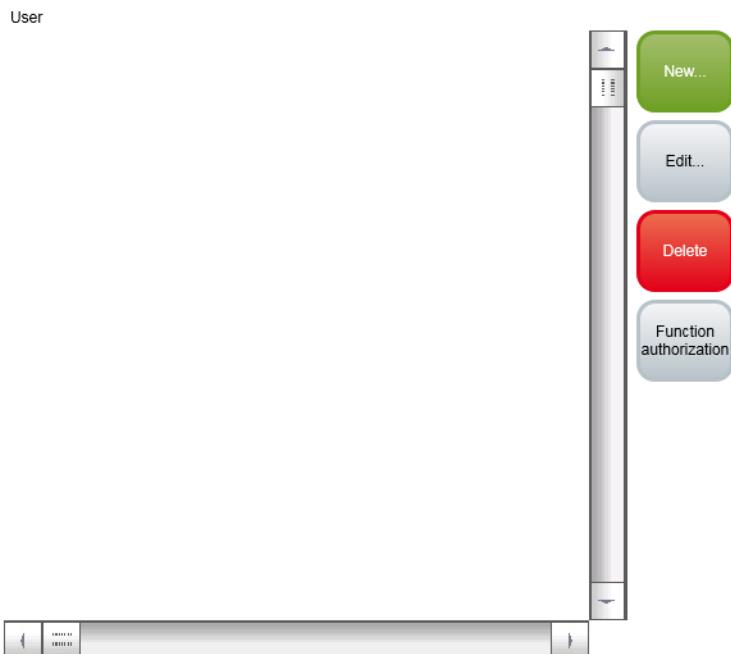 User
New...
Edit...
Delete
Function
authorization